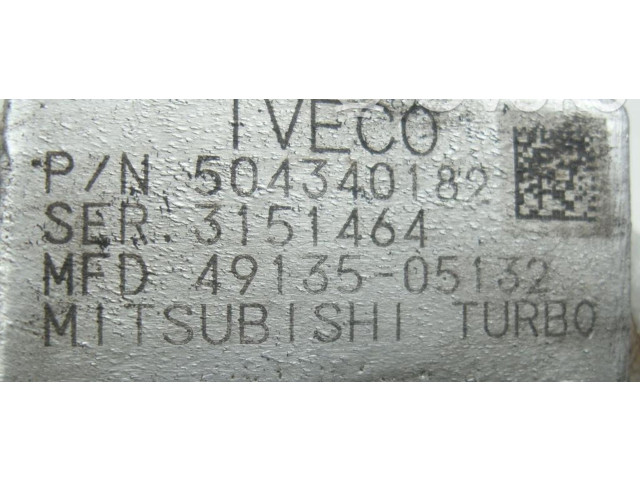 IVECO
P/N 504340182
SER. 3151464
MFD 49135-05132
MITSUBISHI TURBO